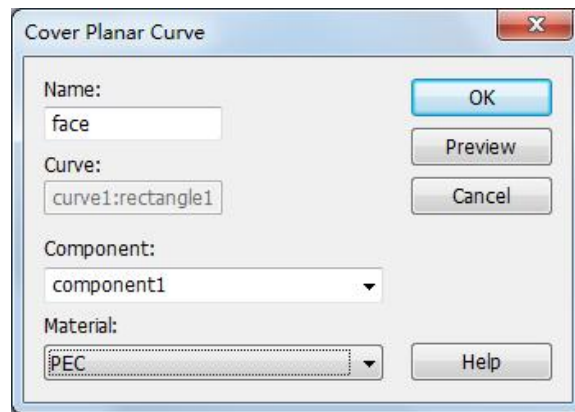 Cover Planar Curve
Name:
face
Curve:
curve1:rectangle1
Component:
component1
Material:
PEC
OK
Preview
Cancel
Help